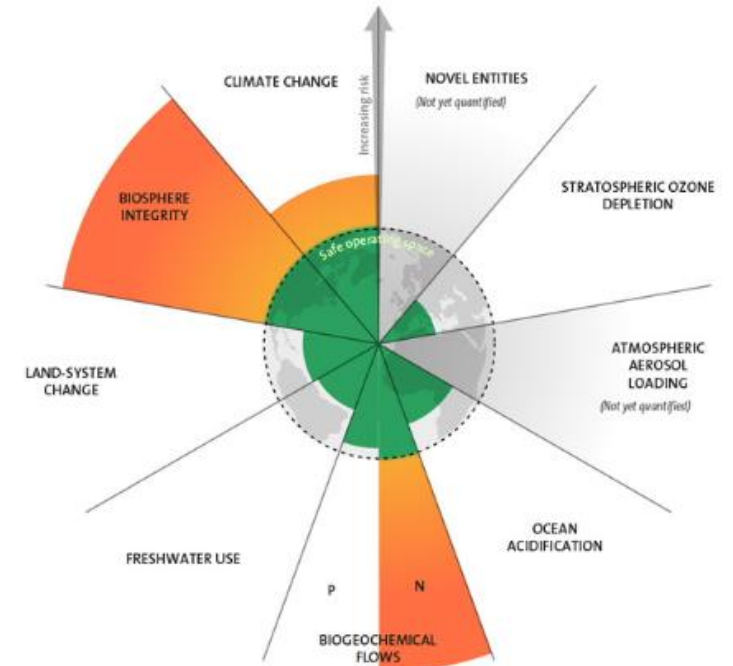 CLIMATE CHANGE
Increasing risk
NOVEL ENTITIES
(Not yet quantified)
STRATOSPHERIC OZONE
DEPLETION
BIOSPHERE
INTEGRITY
Safe operating space
ATMOSPHERIC
AEROSOL
LOADING
(Not yet quantified)
LAND-SYSTEM
CHANGE
OCEAN
ACIDIFICATION
FRESHWATER USE
P
N
BIOGEOCHEMICAL
FLOWS